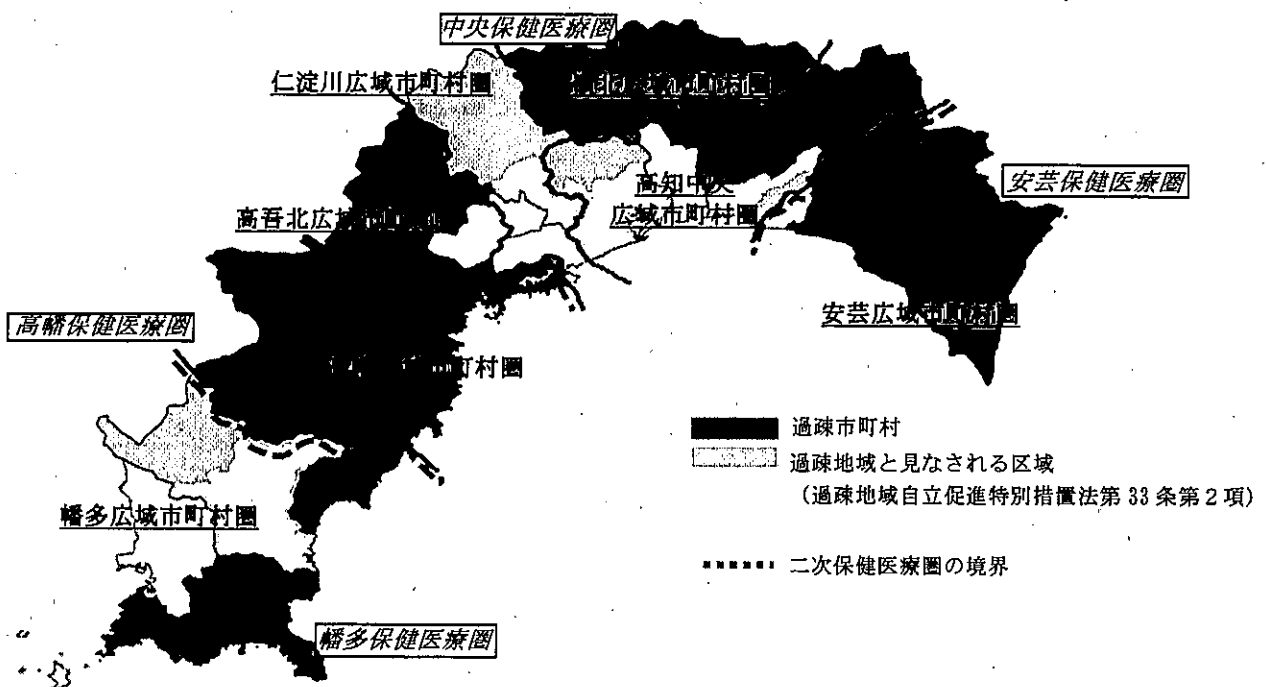 中央保健医療圏
仁淀川広域市町村圏
安芸保健医療圏
高知中央
広域市町村圏
高吾北広域
安芸広域市町村圏
高幡保健医療圏
町村圏
過疎市町村
過疎地域と見なされる区域
(過疎地域自立促進特別措置法第33条第2項)
幡多広域市町村圏
二次保健医療圏の境界
幡多保健医療圏